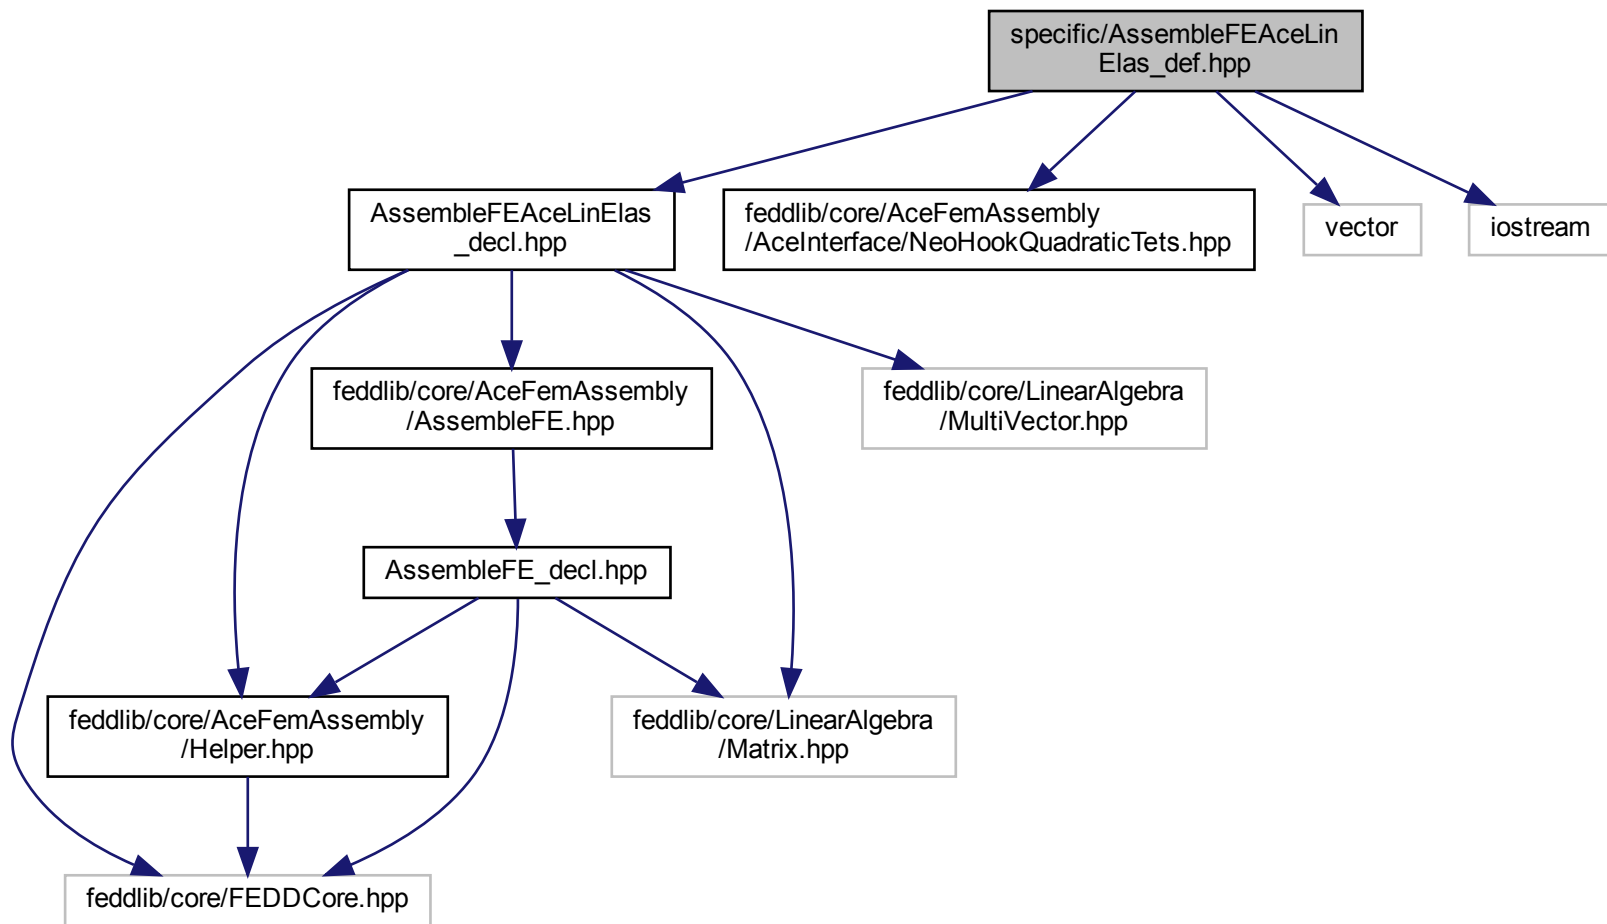 specific/AssembleFEAceLin
Elas_def.hpp
AssembleFEAceLinElas
_decl.hpp
feddlib/core/AceFemAssembly
/AceInterface/NeoHookQuadraticTets.hpp
vector
iostream
feddlib/core/AceFemAssembly
/AssembleFE.hpp
feddlib/core/LinearAlgebra
/MultiVector.hpp
AssembleFE_decl.hpp
feddlib/core/AceFemAssembly
/Helper.hpp
feddlib/core/LinearAlgebra
/Matrix.hpp
feddlib/core/FEDDCore.hpp